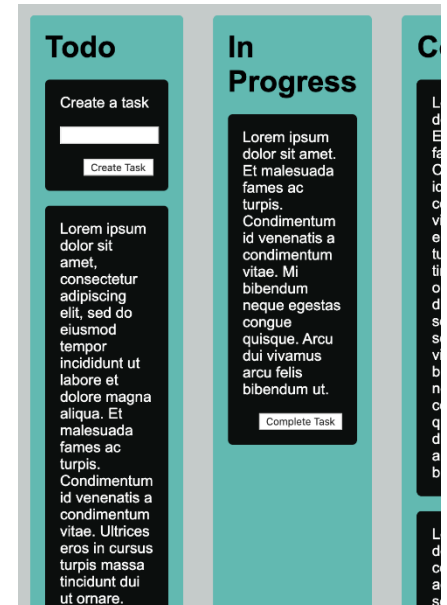 Todo
Create a task
Create Task
Lorem ipsum
dolor sit
amet,
consectetur
adipiscing
elit, sed do
eiusmod
tempor
incididunt ut
labore et
dolore magna
aliqua. Et
malesuada
fames ac
turpis.
Condimentum
id venenatis a
condimentum
vitae. Ultrices
eros in cursus
turpis massa
tincidunt dui
ut ornare.
In
Progress
Lorem ipsum
dolor sit amet.
Et malesuada
fames ac
turpis.
Condimentum
id venenatis a
condimentum
vitae. Mi
bibendum
neque egestas
congue
quisque. Arcu
dui vivamus
arcu felis
bibendum ut.
Complete Task